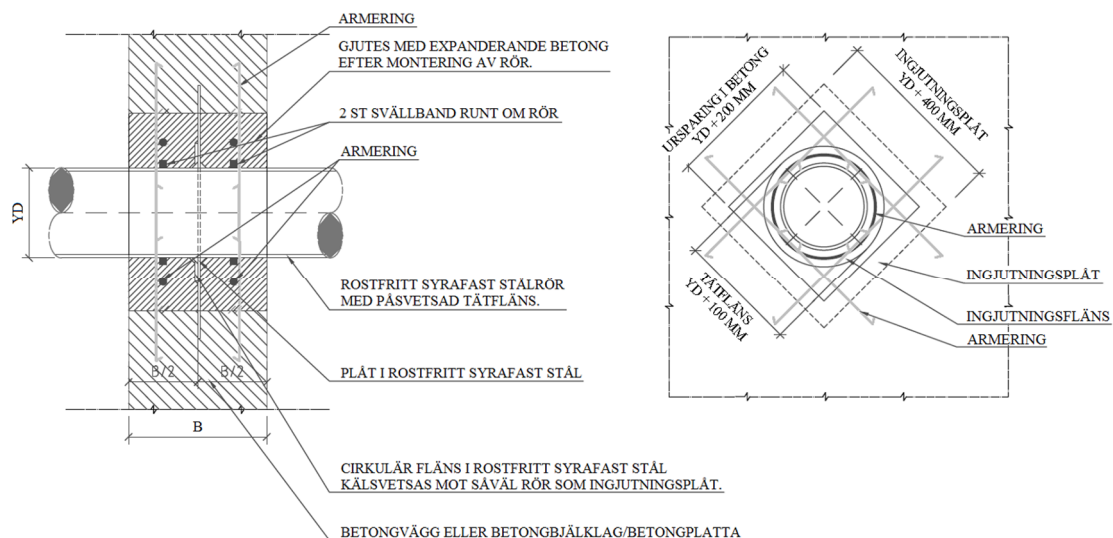 ARMERING
GJUTES MED EXPANDERANDE BETONG
EFTER MONTERING AV RÖR.
2 ST SVÄLLBAND RUNT OM RÖR
ARMERING
YD
ROSTFRITT SYRAFAST STÅLRÖR
MED PÅSVETSAD TÄTFLÄNS.
B/2
B/2
PLÅT I ROSTFRITT SYRAFAST STÅL
B
CIRKULÄR FLÄNS I ROSTFRITT SYRAFAST STÅL
KÄLSVETSAS MOT SÅVÄL RÖR SOM INGJUTNINGSPLÅT.
BETONGVÄGG ELLER BETONGBJÄLKLAG/BETONGPLATTA
URSPARING I BETONG
YD + 200 MM
INGJUTNINGSPLÅT
YD + 400 MM
TÄTFLÄNS
YD + 100 MM
ARMERING
INGJUTNINGSPLÅT
INGJUTNINGSFLÄNS
ARMERING